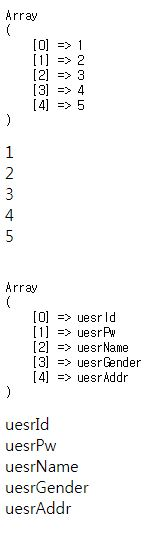 Array
(
[0] => 1
[1] => 2
[2] => 3
[3] => 4
[4] => 5
)
1
2
3
4
5
Array
(
[0] => uesrId
[1] => uesrPw
[2] => uesrName
[3] => uesrGender
[4] => uesrAddr
)
uesrId
uesrPw
uesrName
uesrGender
uesrAddr